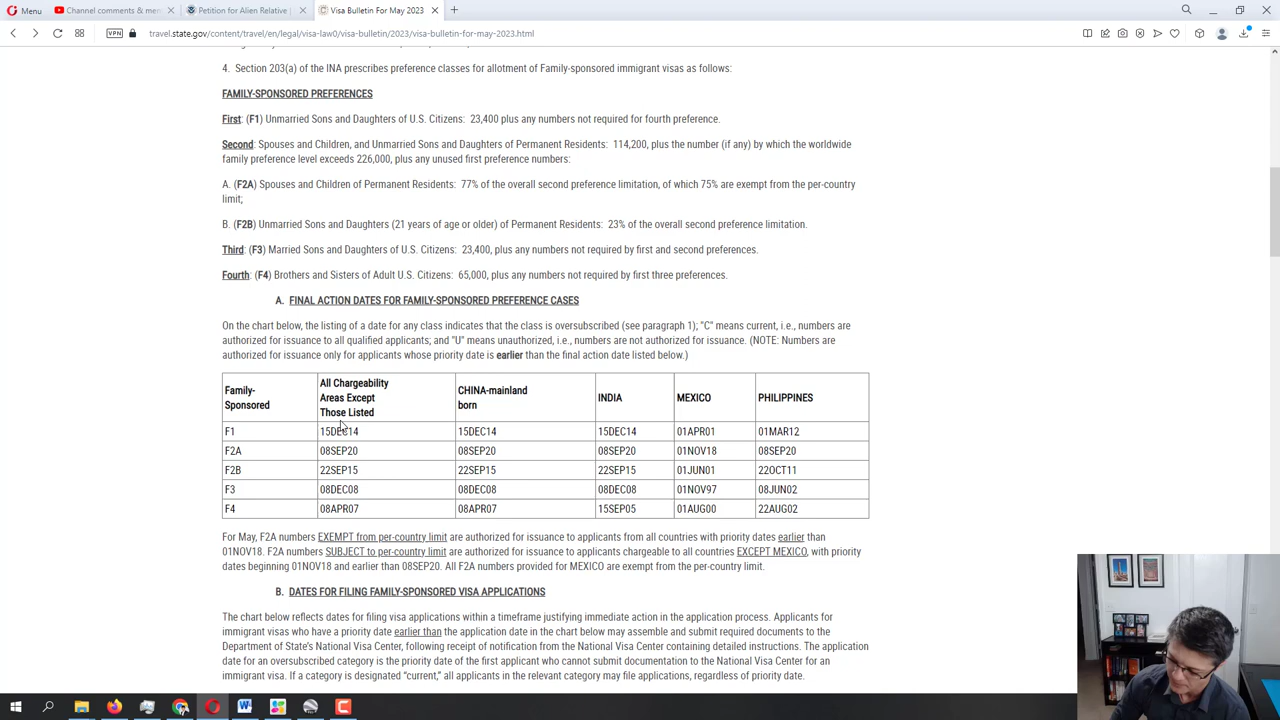 Menu
Channel comments & men
Petition for Alien Relative |
Visa Bulletin For May 2023
VPN
travel.state.gov/content/travel/en/legal/visa-law0/visa-bulletin/2023/visa-bulletin-for-may-2023.html
4. Section 203(a) of the INA prescribes preference classes for allotment of Family-sponsored immigrant visas as follows:
FAMILY-SPONSORED PREFERENCES
First: (F1) Unmarried Sons and Daughters of U.S. Citizens: 23,400 plus any numbers not required for fourth preference.
Second: Spouses and Children, and Unmarried Sons and Daughters of Permanent Residents: 114,200, plus the number (if any) by which the worldwide
family preference level exceeds 226,000, plus any unused first preference numbers:
A. (F2A) Spouses and Children of Permanent Residents: 77% of the overall second preference limitation, of which 75% are exempt from the per-country
limit;
B. (F2B) Unmarried Sons and Daughters (21 years of age or older) of Permanent Residents: 23% of the overall second preference limitation.
Third: (F3) Married Sons and Daughters of U.S. Citizens: 23,400, plus any numbers not required by first and second preferences.
Fourth: (F4) Brothers and Sisters of Adult U.S. Citizens: 65,000, plus any numbers not required by first three preferences.
A. FINAL ACTION DATES FOR FAMILY-SPONSORED PREFERENCE CASES
On the chart below, the listing of a date for any class indicates that the class is oversubscribed (see paragraph 1); "C" means current, i.e., numbers are
authorized for issuance to all qualified applicants; and "U" means unauthorized, i.e., numbers are not authorized for issuance. (NOTE: Numbers are
authorized for issuance only for applicants whose priority date is earlier than the final action date listed below.)
Family-
Sponsored
All Chargeability
Areas Except
Those Listed
CHINA-mainland
born
INDIA
MEXICO
PHILIPPINES
F1 15DEC14 15DEC14 15DEC14 01APR01 01MAR12
F2A 08SEP20 08SEP20 08SEP20 01NOV18 08SEP20
F2B 22SEP15 22SEP15 22SEP15 01JUN01 22OCT11
F3 08DEC08 08DEC08 08DEC08 01NOV97 08JUN02
F4 08APR07 08APR07 15SEP05 01AUG00 22AUG02
For May, F2A numbers EXEMPT from per-country limit are authorized for issuance to applicants from all countries with priority dates earlier than
01NOV18. F2A numbers SUBJECT to per-country limit are authorized for issuance to applicants chargeable to all countries EXCEPT MEXICO, with priority
dates beginning 01NOV18 and earlier than 08SEP20. All F2A numbers provided for MEXICO are exempt from the per-country limit.
B. DATES FOR FILING FAMILY-SPONSORED VISA APPLICATIONS
The chart below reflects dates for filing visa applications within a timeframe justifying immediate action in the application process. Applicants for
immigrant visas who have a priority date earlier than the application date in the chart below may assemble and submit required documents to the
Department of State's National Visa Center, following receipt of notification from the National Visa Center containing detailed instructions. The application
date for an oversubscribed category is the priority date of the first applicant who cannot submit documentation to the National Visa Center for an
immigrant visa. If a category is designated "current," all applicants in the relevant category may file applications, regardless of priority date.